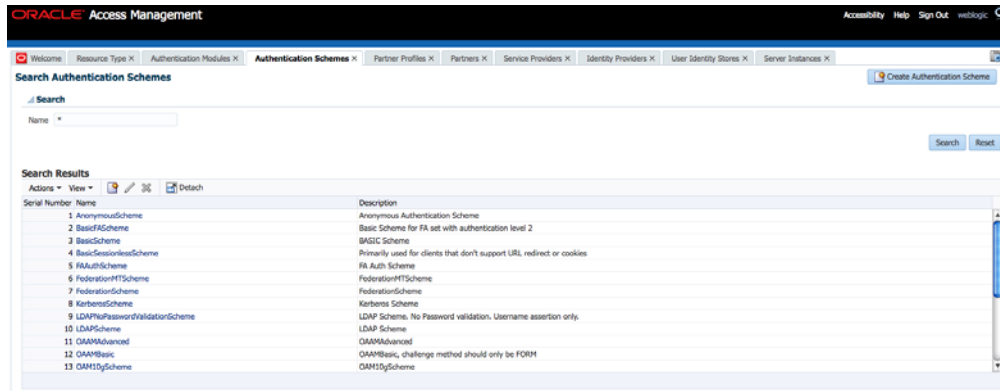 ORACLE Access Management
Accessibility Help Sign Out weblogic
Welcome Resource Type × Authentication Modules × Authentication Schemes × Partner Profiles × Partners × Service Providers × Identity Providers × User Identity Stores × Server Instances ×
Search Authentication Schemes
Create Authentication Scheme
Search
Name *
Search Reset
Search Results
Actions View Detach
Serial Number Name Description
1 AnonymousScheme Anonymous Authentication Scheme
2 BasicFAScheme Basic Scheme for FA set with authentication level 2
3 BasicScheme BASIC Scheme
4 BasicSessionlessScheme Primarily used for clients that don't support URL redirect or cookies
5 FAAuthScheme FA Auth Scheme
6 FederationMTScheme FederationMTScheme
7 FederationScheme FederationScheme
8 KerberosScheme Kerberos Scheme
9 LDAPNoPasswordValidationScheme LDAP Scheme. No Password validation. Username assertion only.
10 LDAPScheme LDAP Scheme
11 OAAMAdvanced OAAMAdvanced
12 OAAMBasic OAAMBasic, challenge method should only be FORM
13 OAM10gScheme OAM10gScheme